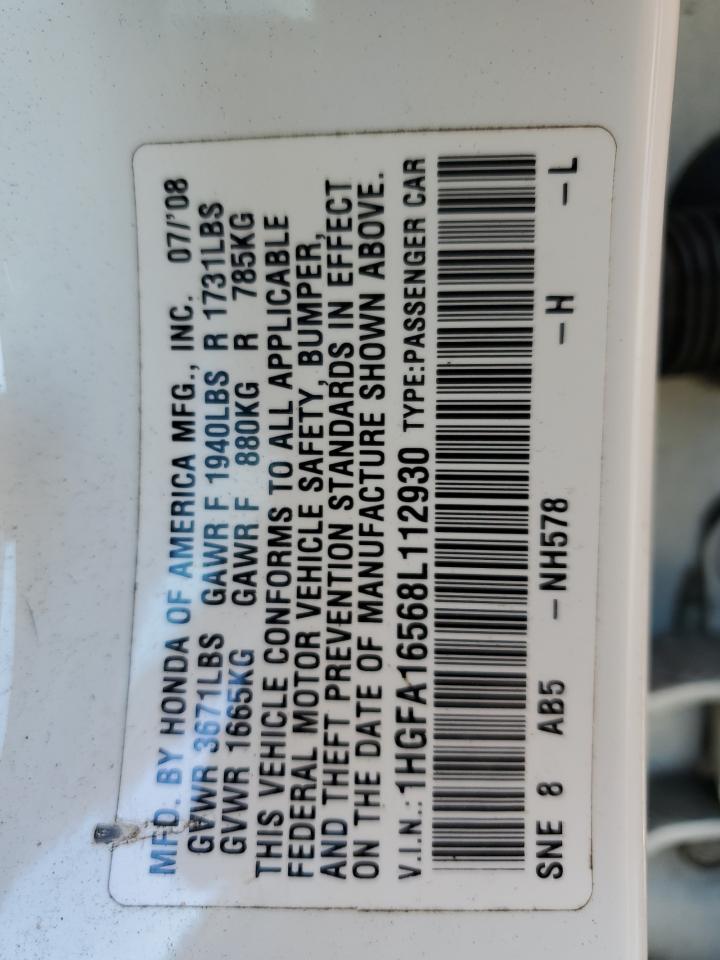 MFD. BY HONDA OF AMERICA MFG., INC. 07/'08
GVWR 3671LBS GAWR F 1940LBS R 1731LBS
GVWR 1665KG GAWR F 880KG R 785KG
THIS VEHICLE CONFORMS TO ALL APPLICABLE
FEDERAL MOTOR VEHICLE SAFETY, BUMPER,
AND THEFT PREVENTION STANDARDS IN EFFECT
ON THE DATE OF MANUFACTURE SHOWN ABOVE.
V.I.N.: 1HGFA16568L112930 TYPE:PASSENGER CAR
SNE 8 AB5 – NH578 – H – L